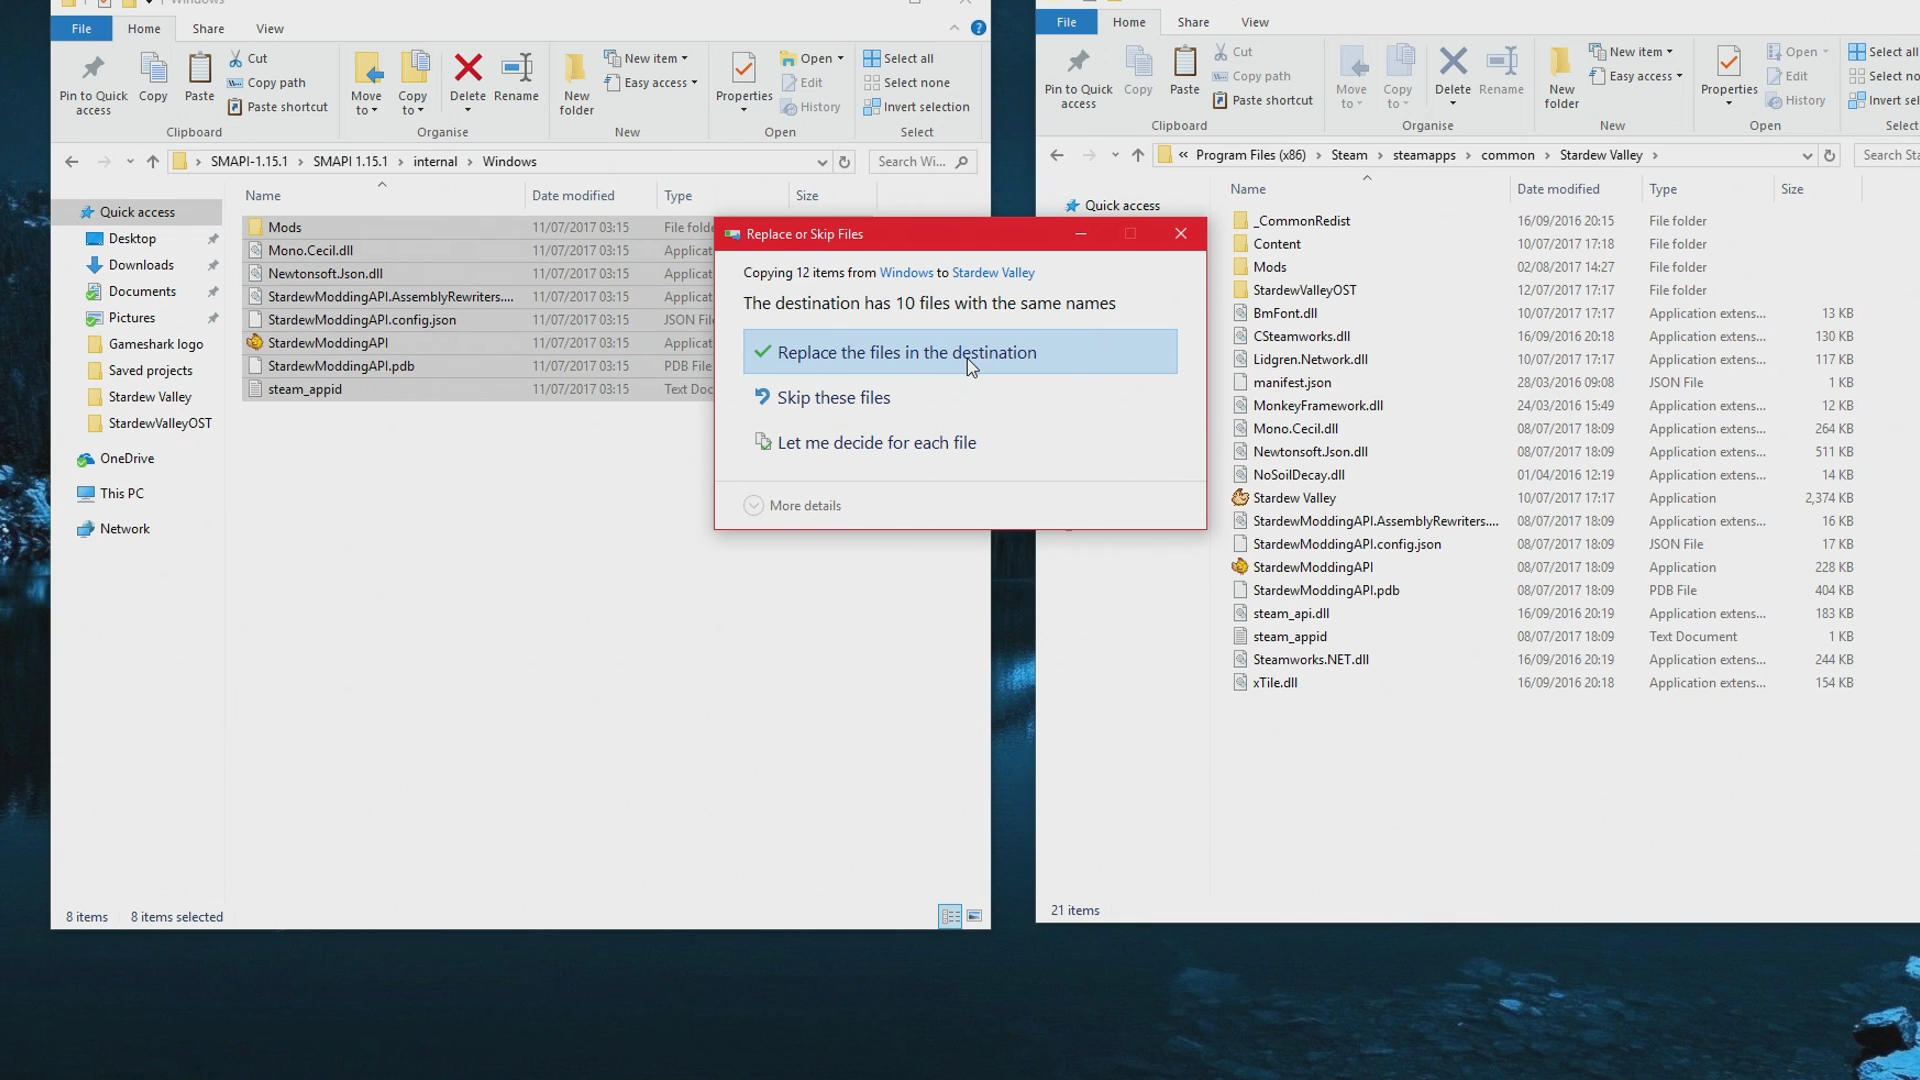 Windows
File Home Share View
Pin to Quick access
Copy
Paste
Cut
Copy path
Paste shortcut
Clipboard
Move to
Copy to
Delete
Rename
Organise
New folder
New item
Easy access
New
Properties
Open
Edit
History
Open
Select all
Select none
Invert selection
Select
SMAPI-1.15.1 > SMAPI 1.15.1 > internal > Windows
Search Wi...
Name Date modified Type Size
Quick access
Desktop
Downloads
Documents
Pictures
Gameshark logo
Saved projects
Stardew Valley
StardewValleyOST
OneDrive
This PC
Network
Mods 11/07/2017 03:15 File folde
Mono.Cecil.dll 11/07/2017 03:15 Applicat
Newtonsoft.Json.dll 11/07/2017 03:15 Applicat
StardewModdingAPI.AssemblyRewriters.... 11/07/2017 03:15 Applicat
StardewModdingAPI.config.json 11/07/2017 03:15 JSON File
StardewModdingAPI 11/07/2017 03:15 Applicat
StardewModdingAPI.pdb 11/07/2017 03:15 PDB File
steam_appid 11/07/2017 03:15 Text Doc
8 items 8 items selected
Replace or Skip Files
Copying 12 items from Windows to Stardew Valley
The destination has 10 files with the same names
Replace the files in the destination
Skip these files
Let me decide for each file
More details
File Home Share View
Pin to Quick access
Copy
Paste
Cut
Copy path
Paste shortcut
Clipboard
Move to
Copy to
Delete
Rename
Organise
New folder
New item
Easy access
New
Properties
Open
Edit
History
Open
Select all
Select no
Invert sel
Select
« Program Files (x86) > Steam > steamapps > common > Stardew Valley >
Search Sta
Name Date modified Type Size
Quick access
_CommonRedist 16/09/2016 20:15 File folder
Content 10/07/2017 17:18 File folder
Mods 02/08/2017 14:27 File folder
StardewValleyOST 12/07/2017 17:17 File folder
BmFont.dll 10/07/2017 17:17 Application extens... 13 KB
CSteamworks.dll 16/09/2016 20:18 Application extens... 130 KB
Lidgren.Network.dll 10/07/2017 17:17 Application extens... 117 KB
manifest.json 28/03/2016 09:08 JSON File 1 KB
MonkeyFramework.dll 24/03/2016 15:49 Application extens... 12 KB
Mono.Cecil.dll 08/07/2017 18:09 Application extens... 264 KB
Newtonsoft.Json.dll 08/07/2017 18:09 Application extens... 511 KB
NoSoilDecay.dll 01/04/2016 12:19 Application extens... 14 KB
Stardew Valley 10/07/2017 17:17 Application 2,374 KB
StardewModdingAPI.AssemblyRewriters.... 08/07/2017 18:09 Application extens... 16 KB
StardewModdingAPI.config.json 08/07/2017 18:09 JSON File 17 KB
StardewModdingAPI 08/07/2017 18:09 Application 228 KB
StardewModdingAPI.pdb 08/07/2017 18:09 PDB File 404 KB
steam_api.dll 16/09/2016 20:19 Application extens... 183 KB
steam_appid 08/07/2017 18:09 Text Document 1 KB
Steamworks.NET.dll 16/09/2016 20:19 Application extens... 244 KB
xTile.dll 16/09/2016 20:18 Application extens... 154 KB
21 items